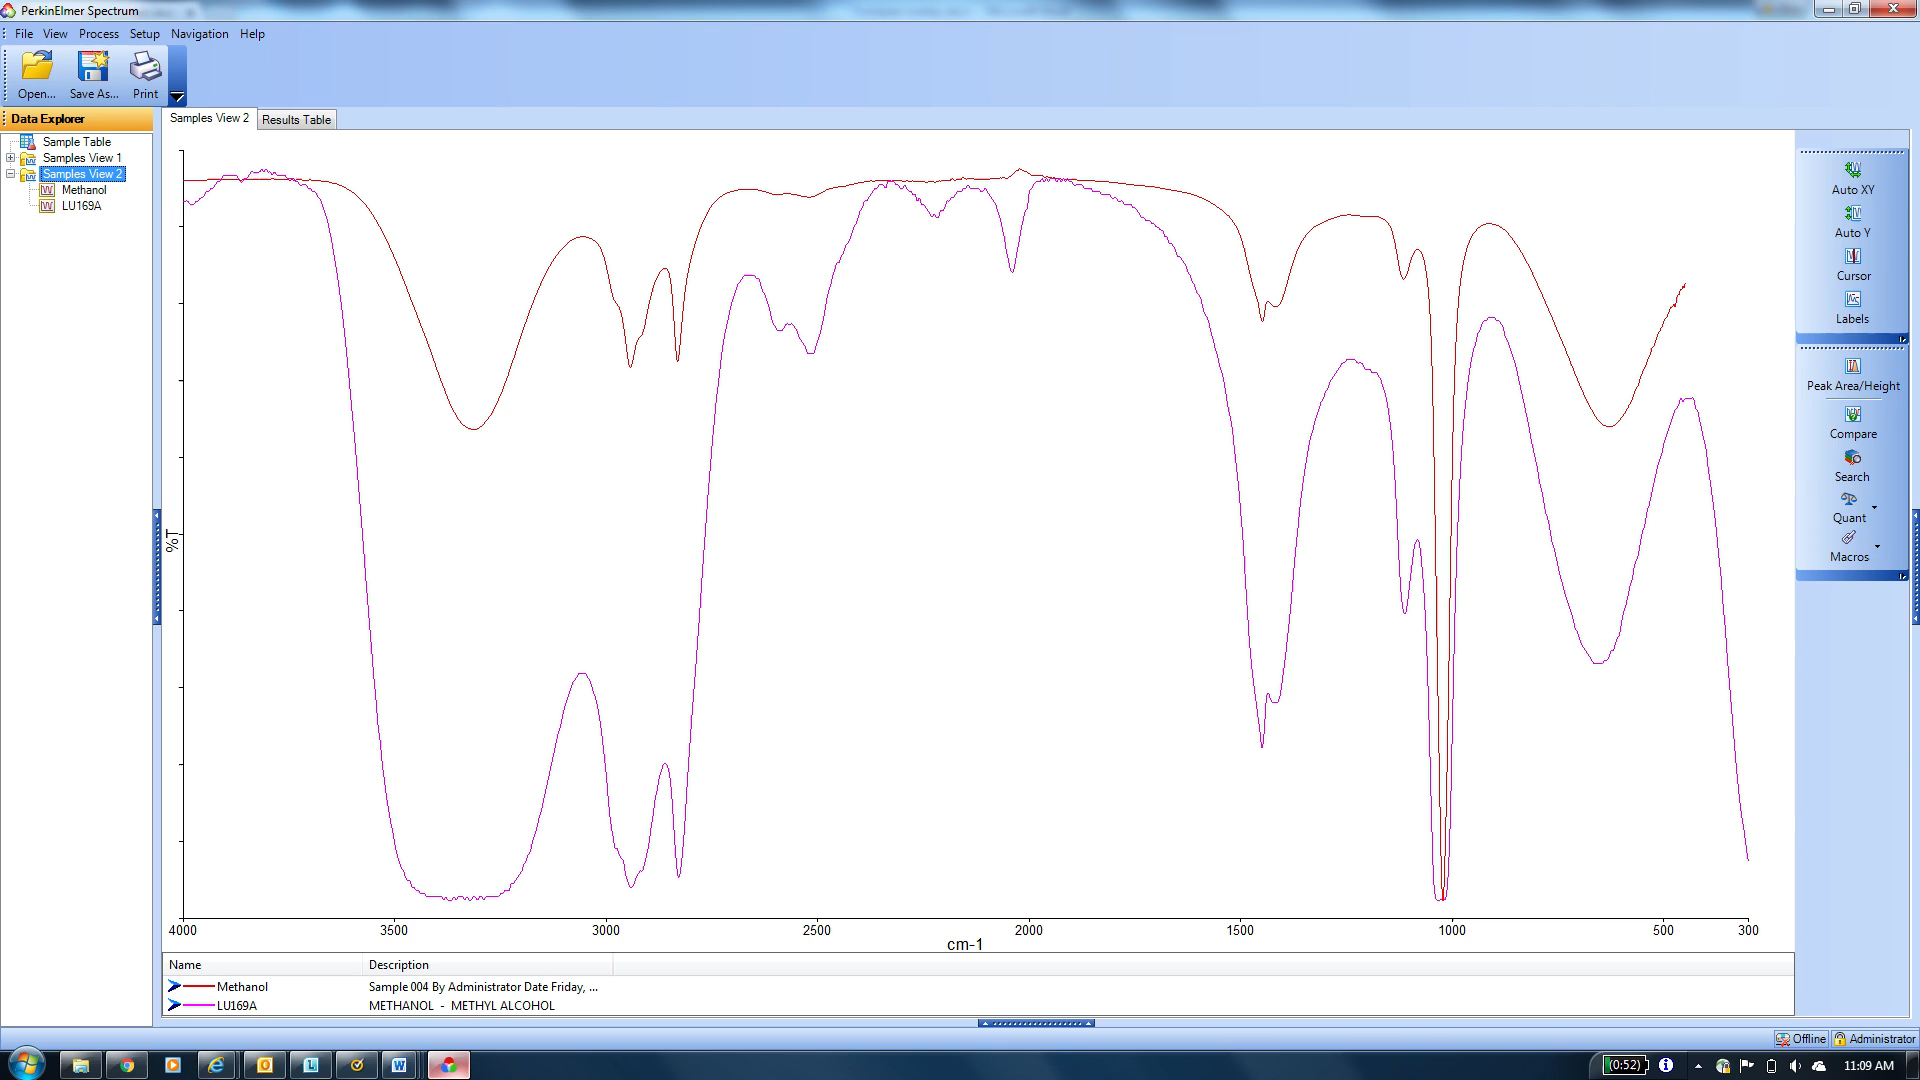 PerkinElmer Spectrum
File View Process Setup Navigation Help
Open... Save As... Print
Data Explorer
Sample Table
Samples View 1
Samples View 2
Methanol
LU169A
Samples View 2 Results Table
%T
4000 3500 3000 2500 2000 1500 1000 500 300
cm-1
Auto XY
Auto Y
Cursor
Labels
Peak Area/Height
Compare
Search
Quant
Macros
Name Description
Methanol Sample 004 By Administrator Date Friday, ...
LU169A METHANOL - METHYL ALCOHOL
Offline Administrator
(0:52) 11:09 AM